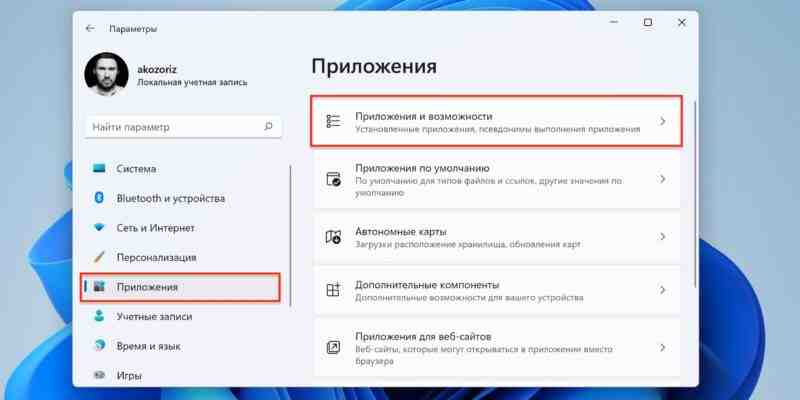 Параметры
akozoriz
Локальная учетная запись
Найти параметр
Система
Bluetooth и устройства
Сеть и Интернет
Персонализация
Приложения
Учетные записи
Время и язык
Игры
Приложения
Приложения и возможности
Установленные приложения, псевдонимы выполнения приложения
Приложения по умолчанию
По умолчанию для типов файлов и ссылок, другие значения по
умолчанию
Автономные карты
Загрузки расположение хранилища, обновления карт
Дополнительные компоненты
Дополнительные возможности для вашего устройства
Приложения для веб-сайтов
Веб-сайты, которые могут открываться в приложении вместо
браузера